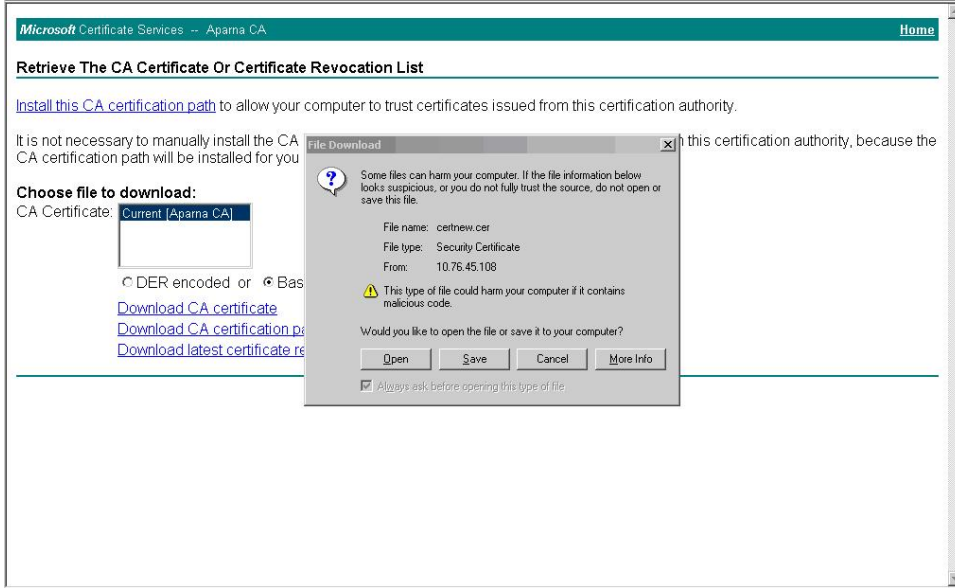 Microsoft Certificate Services -- Aparna CA Home
Retrieve The CA Certificate Or Certificate Revocation List
Install this CA certification path to allow your computer to trust certificates issued from this certification authority.
It is not necessary to manually install the CA
this certification authority, because the
CA certification path will be installed for you
Choose file to download:
CA Certificate: Current [Aparna CA]
DER encoded or Bas
Download CA certificate
Download CA certification pa
Download latest certificate re
File Download
Some files can harm your computer. If the file information below
looks suspicious, or you do not fully trust the source, do not open or
save this file.
File name: certnew.cer
File type: Security Certificate
From: 10.76.45.108
This type of file could harm your computer if it contains
malicious code.
Would you like to open the file or save it to your computer?
Open Save Cancel More Info
Always ask before opening this type of file